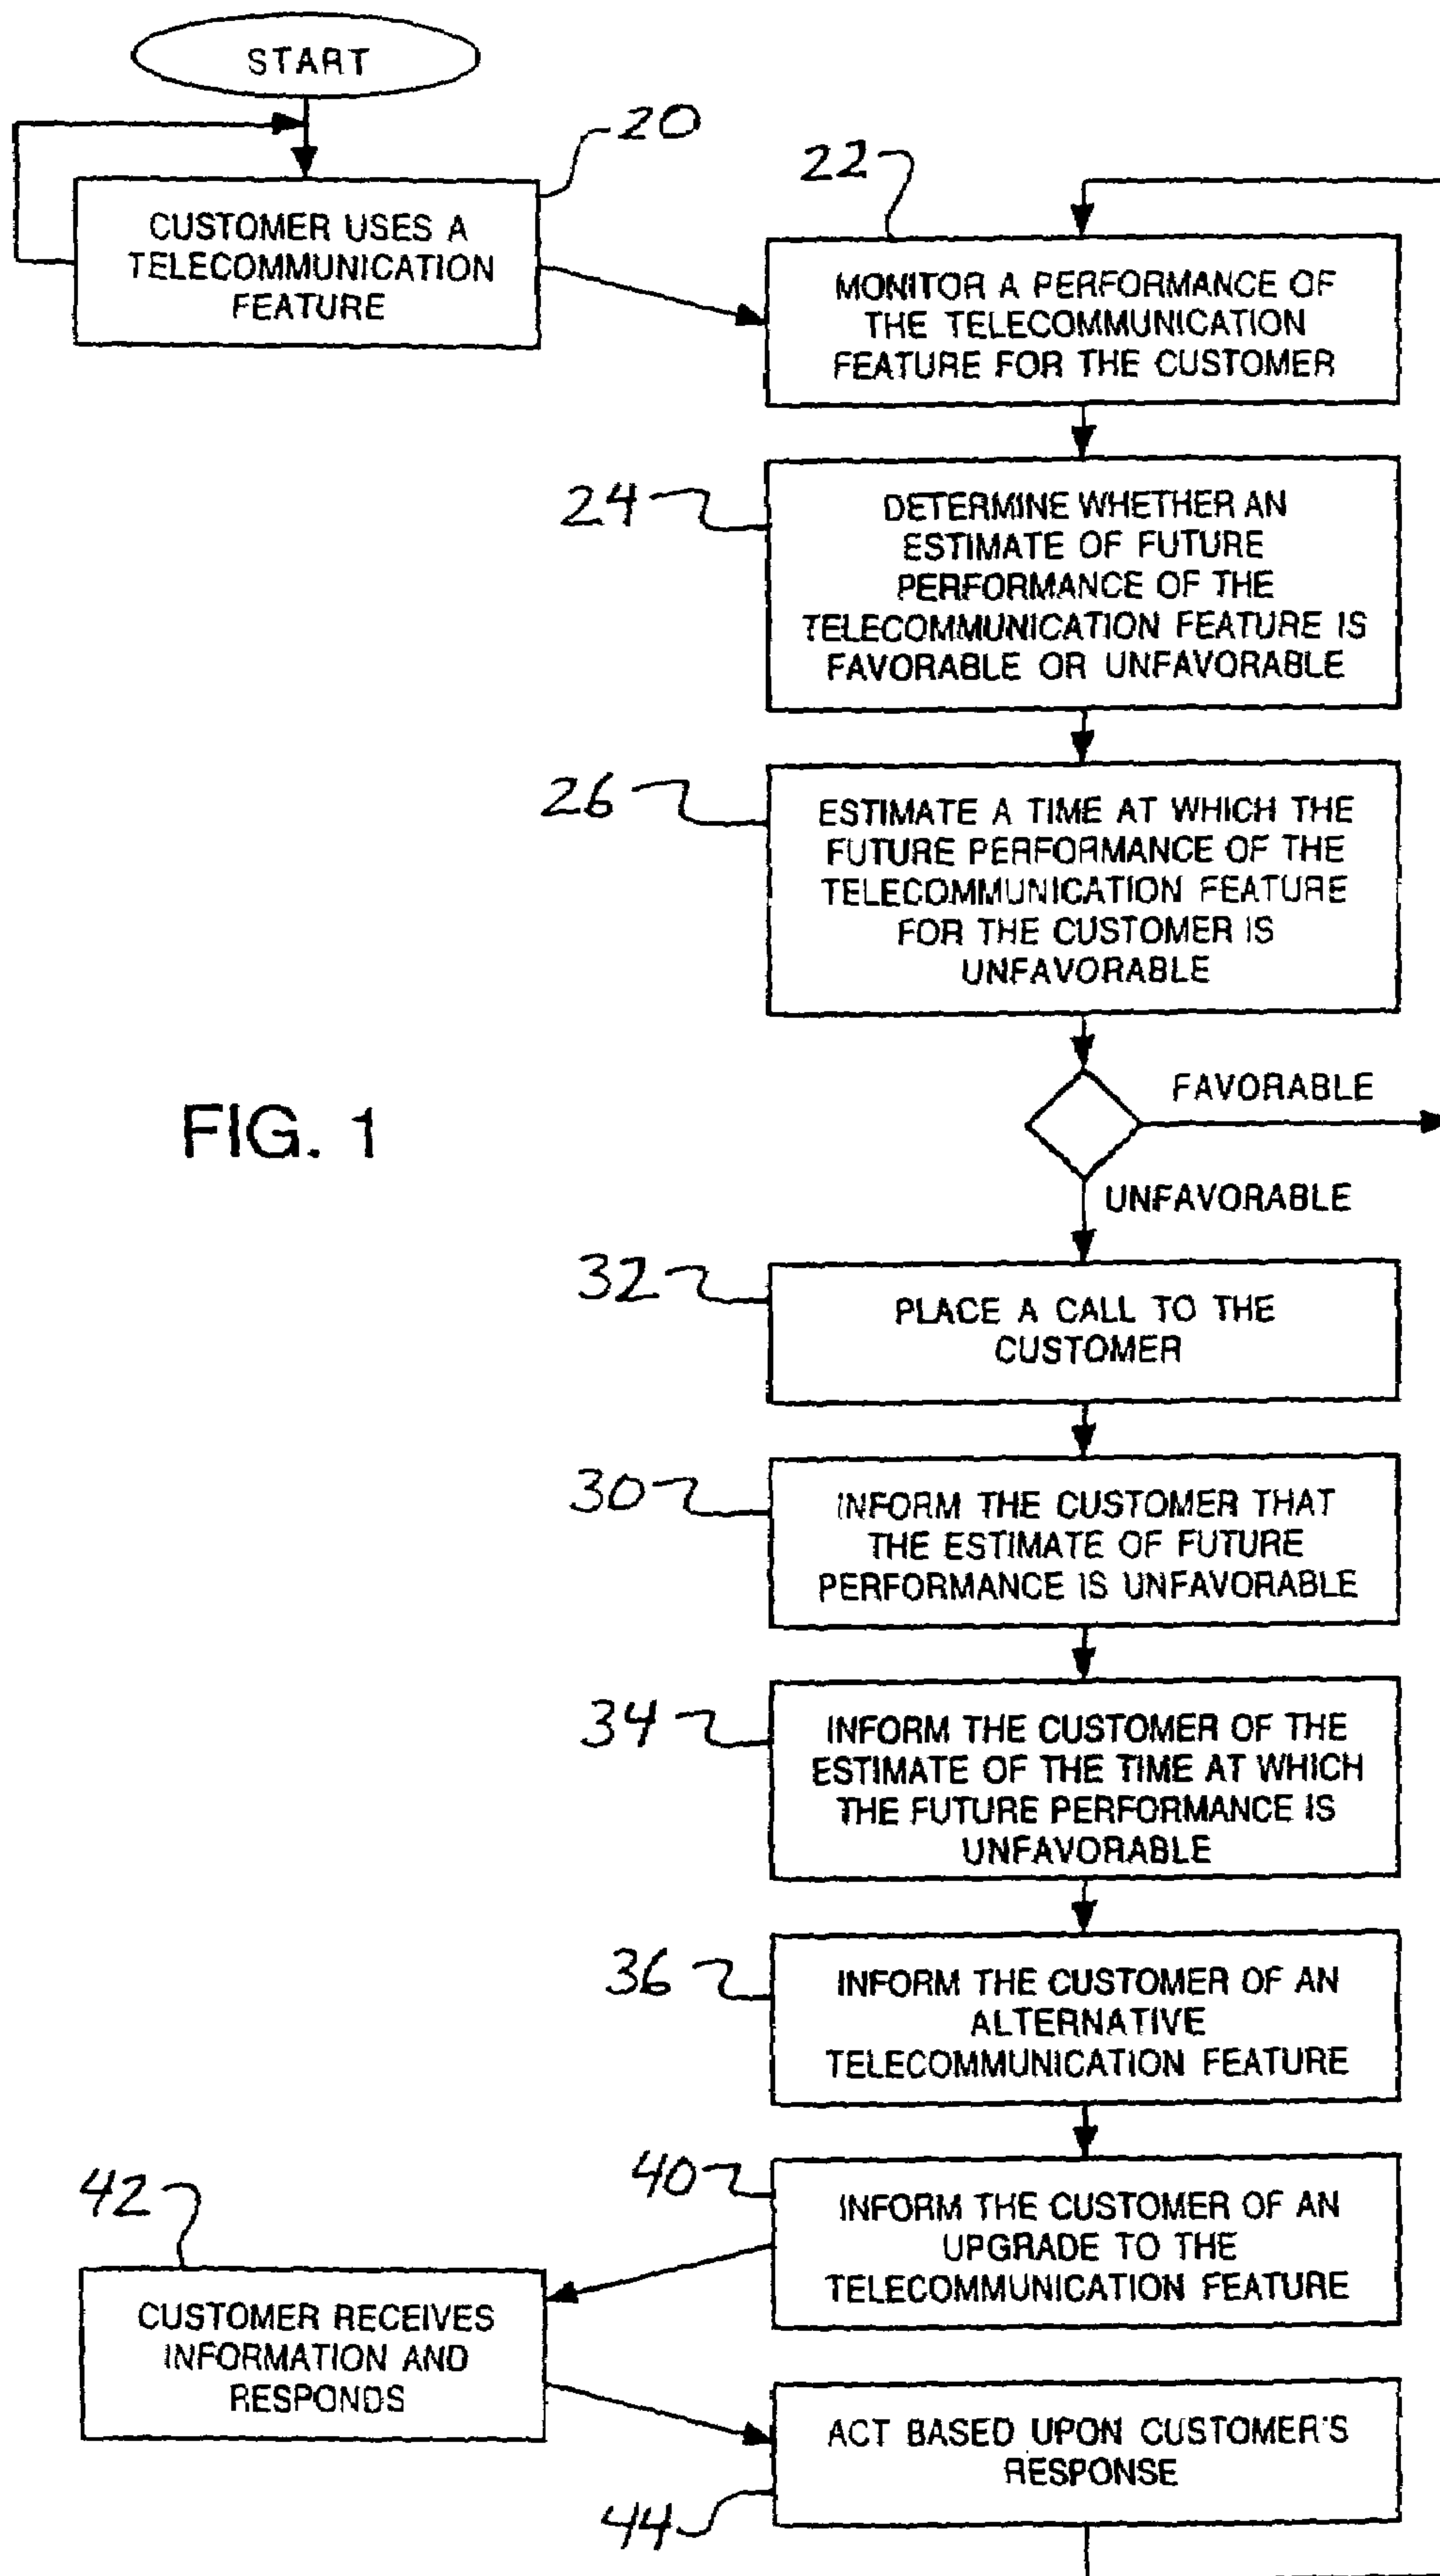 START
20
CUSTOMER USES A
TELECOMMUNICATION
FEATURE
22
MONITOR A PERFORMANCE OF
THE TELECOMMUNICATION
FEATURE FOR THE CUSTOMER
24
DETERMINE WHETHER AN
ESTIMATE OF FUTURE
PERFORMANCE OF THE
TELECOMMUNICATION FEATURE IS
FAVORABLE OR UNFAVORABLE
26
ESTIMATE A TIME AT WHICH THE
FUTURE PERFORMANCE OF THE
TELECOMMUNICATION FEATURE
FOR THE CUSTOMER IS
UNFAVORABLE
FAVORABLE
FIG. 1
UNFAVORABLE
32
PLACE A CALL TO THE
CUSTOMER
30
INFORM THE CUSTOMER THAT
THE ESTIMATE OF FUTURE
PERFORMANCE IS UNFAVORABLE
34
INFORM THE CUSTOMER OF THE
ESTIMATE OF THE TIME AT WHICH
THE FUTURE PERFORMANCE IS
UNFAVORABLE
36
INFORM THE CUSTOMER OF AN
ALTERNATIVE
TELECOMMUNICATION FEATURE
40
INFORM THE CUSTOMER OF AN
UPGRADE TO THE
TELECOMMUNICATION FEATURE
42
CUSTOMER RECEIVES
INFORMATION AND
RESPONDS
ACT BASED UPON CUSTOMER'S
RESPONSE
44